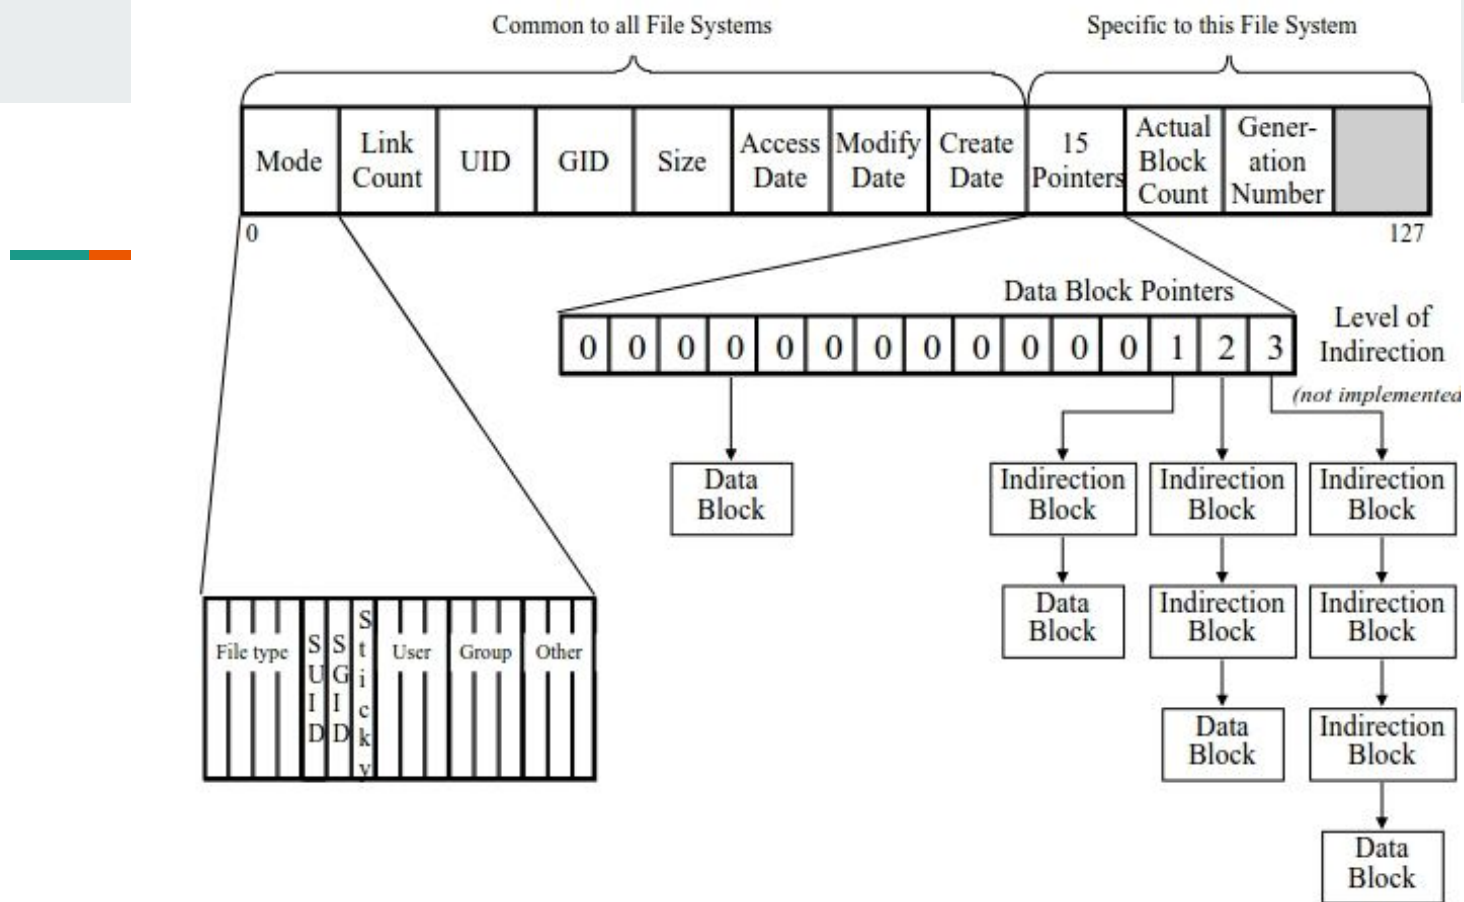 Common to all File Systems
Specific to this File System
Mode
Link
Count
UID
GID
Size
Access
Date
Modify
Date
Create
Date
15
Pointers
Actual
Block
Count
Gener-
ation
Number
0
127
Data Block Pointers
0 0 0 0 0 0 0 0 0 0 0 0 1 2 3
Level of
Indirection
(not implemented
Data
Block
Indirection
Block
Indirection
Block
Indirection
Block
Data
Block
Indirection
Block
Indirection
Block
Data
Block
Indirection
Block
Data
Block
File type
SUID
SGID
Sticky
User
Group
Other